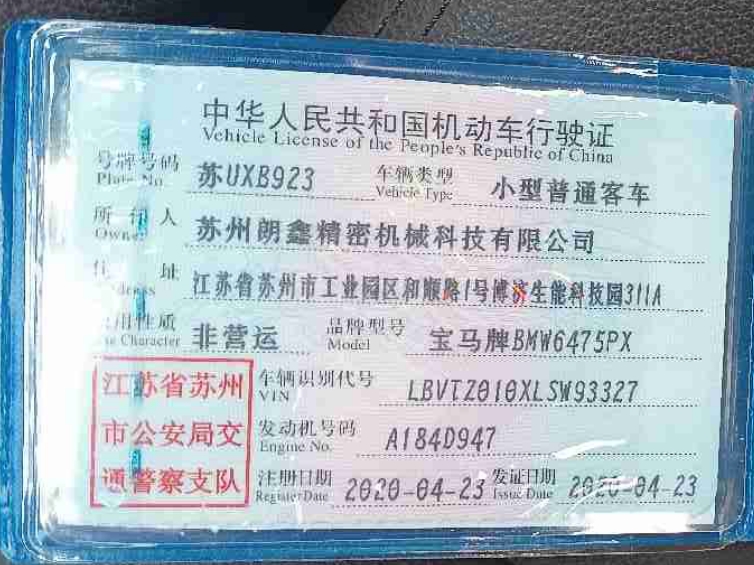 中华人民共和国机动车行驶证
Vehicle License of the People's Republic of China
号牌号码 苏UXB923 车辆类型 小型普通客车
Plate No. Vehicle Type
所有人 苏州朗鑫精密机械科技有限公司
Owner
住址 江苏省苏州市工业园区和顺路1号博济生能科技园311A
Address
使用性质 非营运 品牌型号 宝马牌BMW6475PX
Use Character Model
江苏省苏州 车辆识别代号 LBVTZ010XLSW93327
VIN
市公安局交 发动机号码 A184D947
Engine No.
通警察支队 注册日期 2020-04-23 发证日期 2020-04-23
Register Date Issue Date